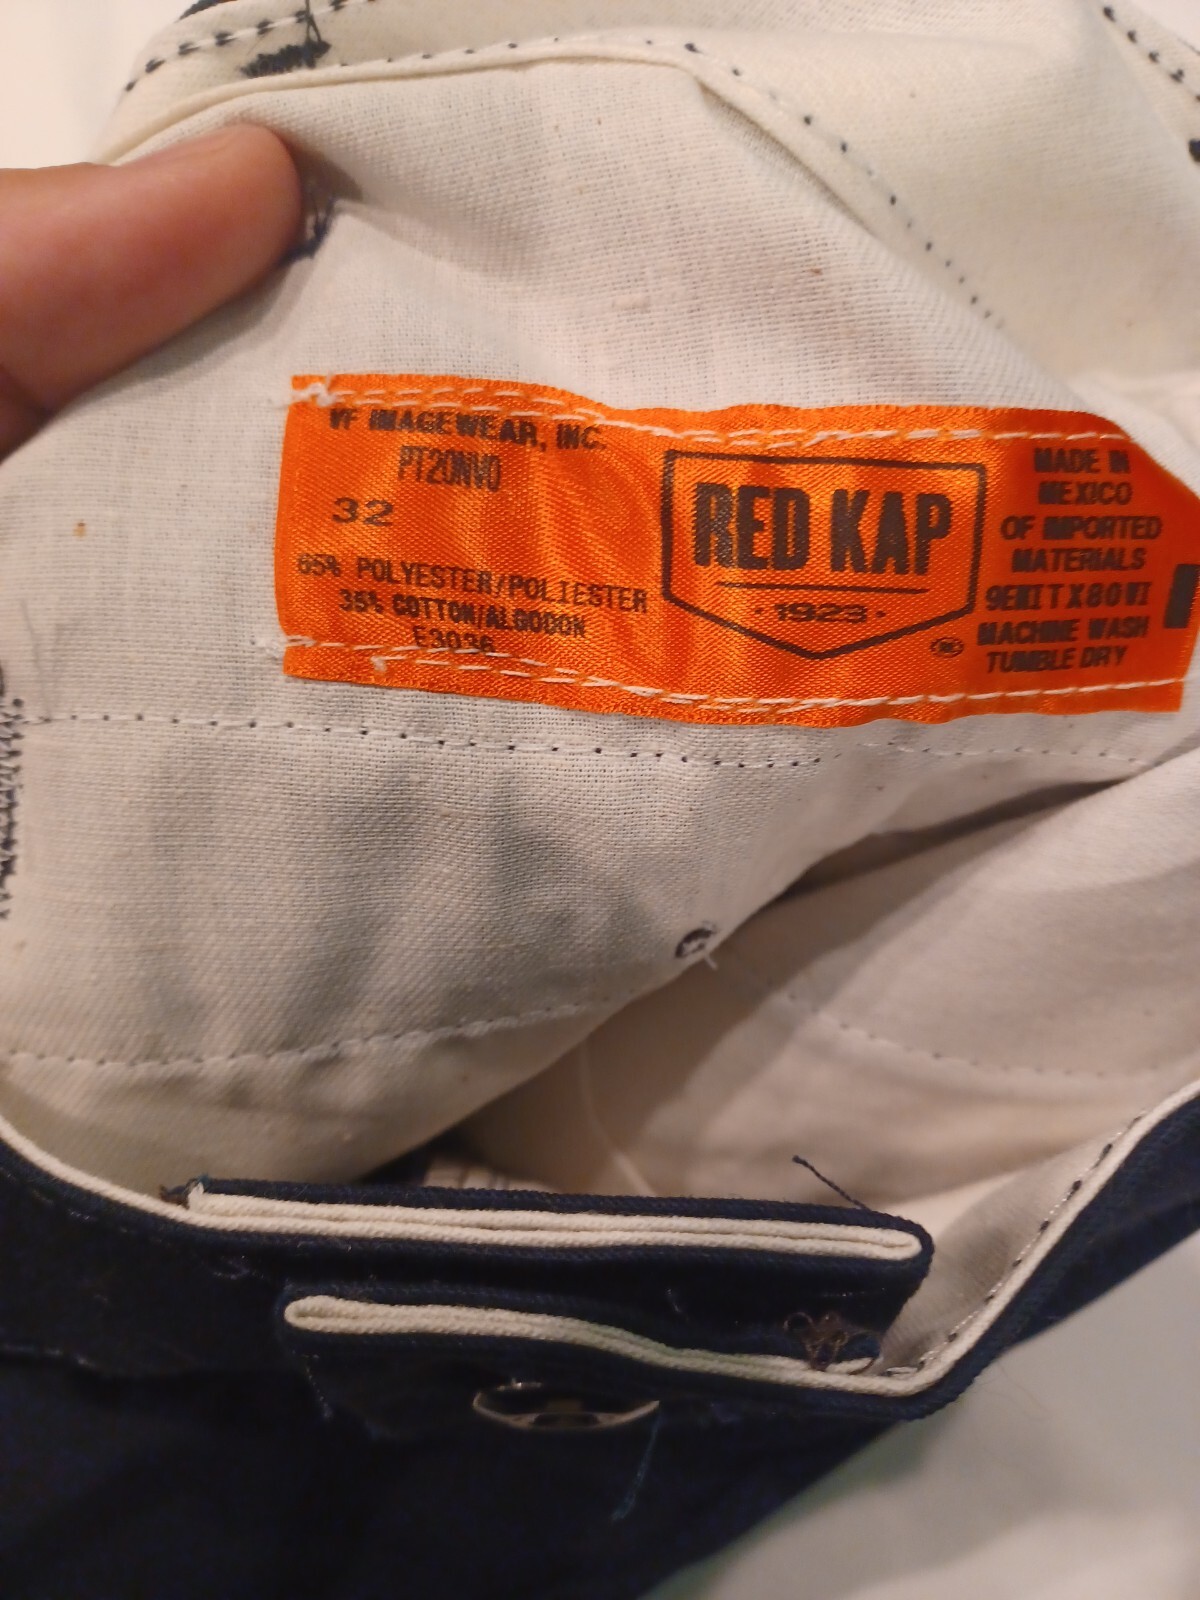 VF IMAGEWEAR, INC.
PT20NV0
32
65% POLYESTER/POLIESTER
35% COTTON/ALGODON
E3036
RED KAP
·1923·
MADE IN
MEXICO
OF IMPORTED
MATERIALS
MACHINE WASH
TUMBLE DRY